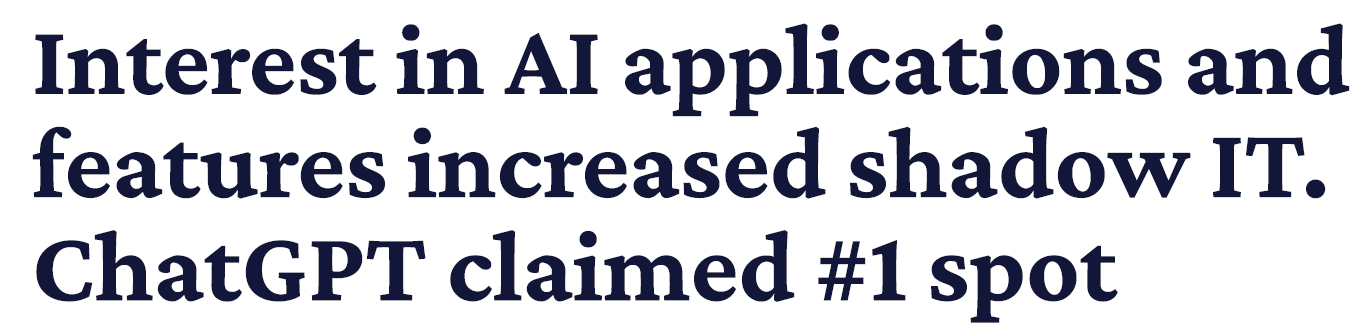 Interest in AI applications and
features increased shadow IT.
ChatGPT claimed #1 spot